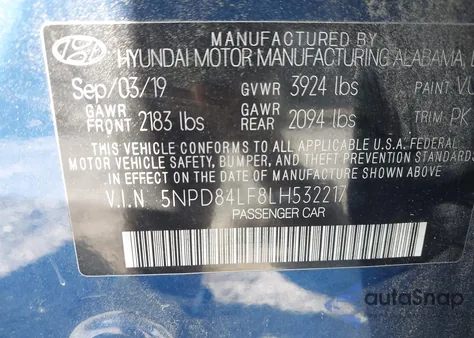 MANUFACTURED BY
HYUNDAI MOTOR MANUFACTURING ALABAMA,
Sep/03/19 GVWR 3924 lbs PAINT
GAWR FRONT 2183 lbs GAWR REAR 2094 lbs TRIM PK
THIS VEHICLE CONFORMS TO ALL APPLICABLE U.S.A. FEDERAL
MOTOR VEHICLE SAFETY, BUMPER, AND THEFT PREVENTION STANDARDS
IN EFFECT ON THE DATE OF MANUFACTURE SHOWN ABOVE.
V.I.N 5NPD84LF8LH532217
PASSENGER CAR
autoSnap